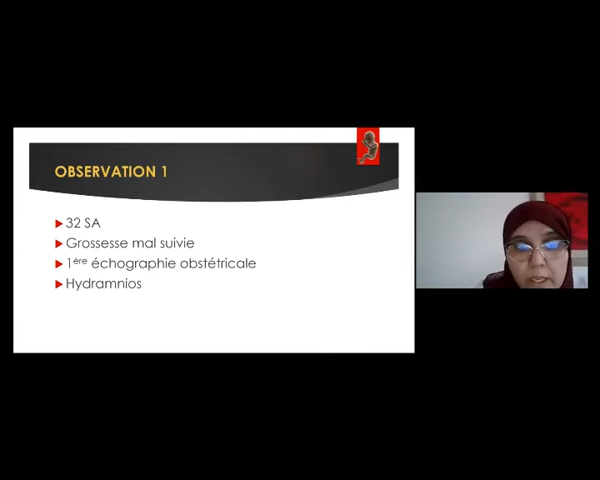 OBSERVATION 1
32 SA
Grossesse mal suivie
1ère échographie obstétricale
Hydramnios